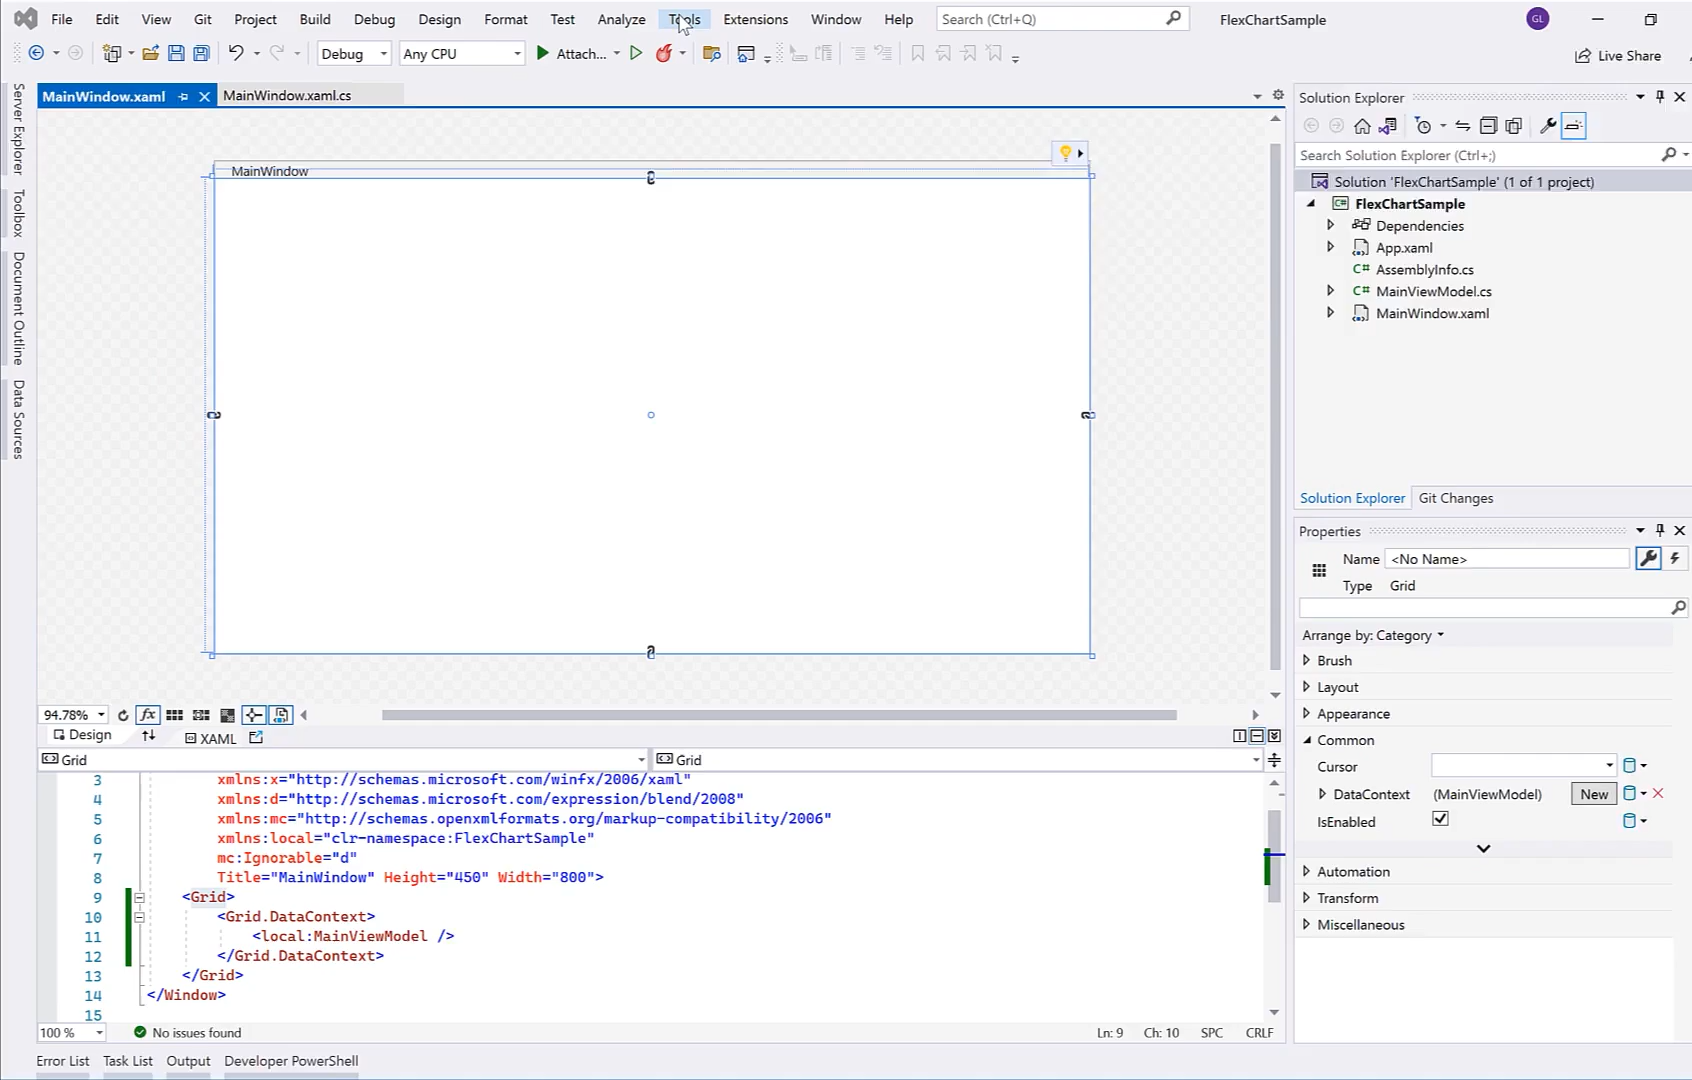 File Edit View Git Project Build Debug Design Format Test Analyze Tools Extensions Window Help Search (Ctrl+Q) FlexChartSample GL
Debug Any CPU Attach... Live Share
MainWindow.xaml MainWindow.xaml.cs
Server Explorer
Toolbox
Document Outline
Data Sources
MainWindow
94.78% fx
Design XAML
Grid Grid
3 xmlns:x="http://schemas.microsoft.com/winfx/2006/xaml"
4 xmlns:d="http://schemas.microsoft.com/expression/blend/2008"
5 xmlns:mc="http://schemas.openxmlformats.org/markup-compatibility/2006"
6 xmlns:local="clr-namespace:FlexChartSample"
7 mc:Ignorable="d"
8 Title="MainWindow" Height="450" Width="800">
9 <Grid>
10 <Grid.DataContext>
11 <local:MainViewModel />
12 </Grid.DataContext>
13 </Grid>
14 </Window>
15
100 % No issues found Ln: 9 Ch: 10 SPC CRLF
Error List Task List Output Developer PowerShell
Solution Explorer
Search Solution Explorer (Ctrl+;)
Solution 'FlexChartSample' (1 of 1 project)
C# FlexChartSample
Dependencies
App.xaml
C# AssemblyInfo.cs
C# MainViewModel.cs
MainWindow.xaml
Solution Explorer Git Changes
Properties
Name <No Name>
Type Grid
Arrange by: Category
Brush
Layout
Appearance
Common
Cursor
DataContext (MainViewModel) New
IsEnabled
Automation
Transform
Miscellaneous